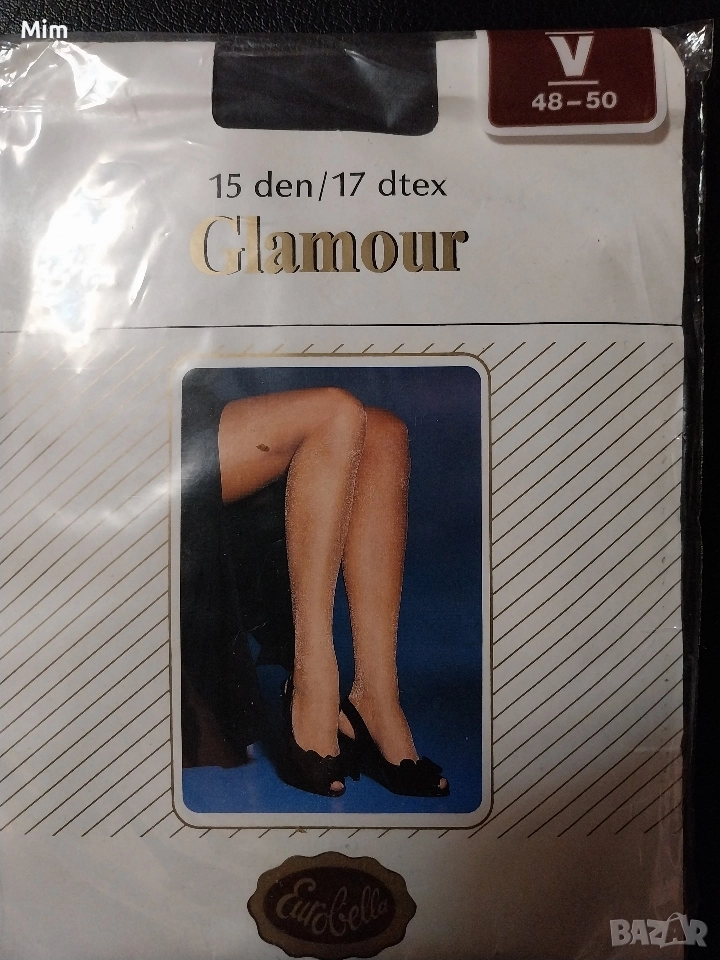 Mim
V
48-50
15 den/17 dtex
Glamour
Eurobella
BAZAR